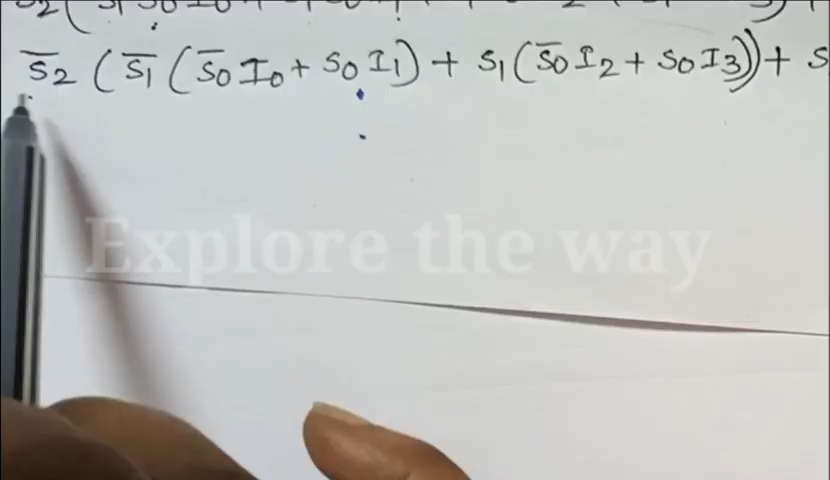 S̅2 ( S̅1 ( S̅0 I0 + S0 I1 ) + S1 ( S̅0 I2 + S0 I3 ) ) + S
Explore the way